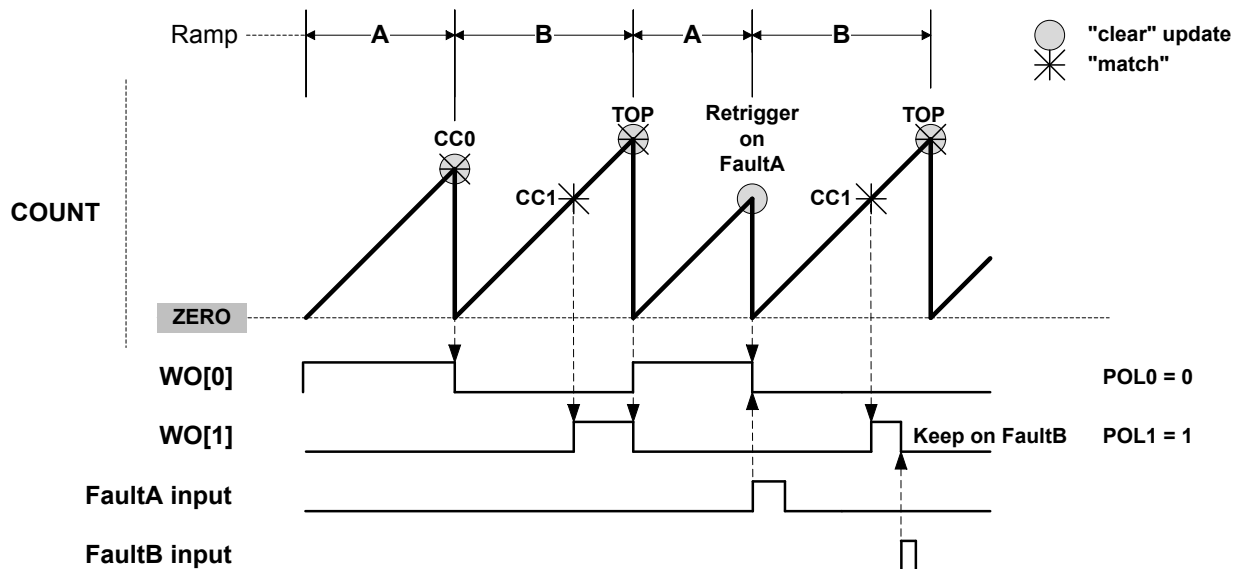 Ramp
A
B
A
B
"clear" update
"match"
CC0
TOP
Retrigger
on
FaultA
TOP
CC1
CC1
COUNT
ZERO
WO[0]
POL0 = 0
WO[1]
Keep on FaultB
POL1 = 1
FaultA input
FaultB input